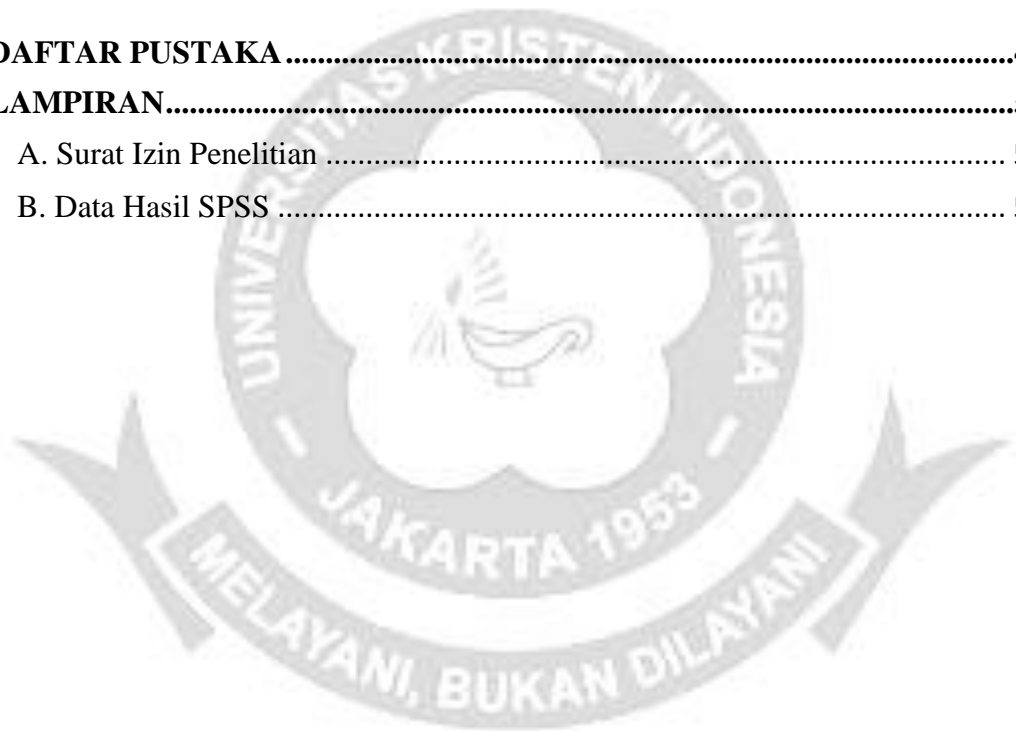 DAFTAR PUSTAKA
LAMPIRAN
A. Surat Izin Penelitian
B. Data Hasil SPSS
UNIVERSITAS KRISTEN INDONESIA
- JAKARTA 1953 -
MELAYANI, BUKAN DILAYANI